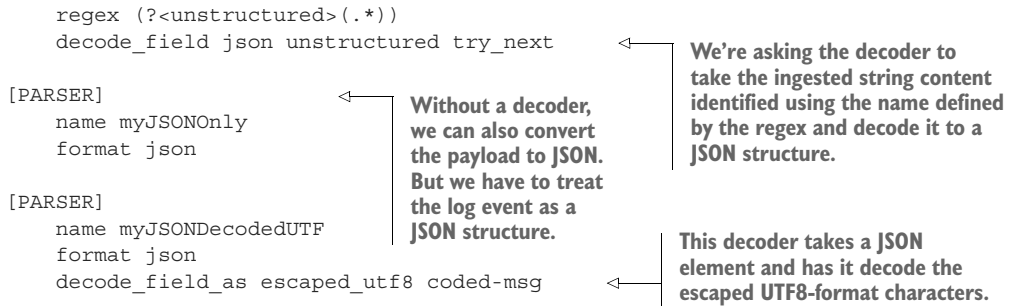 regex (?<unstructured>(.*))
    decode_field json unstructured try_next
We're asking the decoder to
take the ingested string content
identified using the name defined
by the regex and decode it to a
JSON structure.
[PARSER]
    name myJSONOnly
    format json
Without a decoder,
we can also convert
the payload to JSON.
But we have to treat
the log event as a
JSON structure.
[PARSER]
    name myJSONDecodedUTF
    format json
    decode_field_as escaped_utf8 coded-msg
This decoder takes a JSON
element and has it decode the
escaped UTF8-format characters.